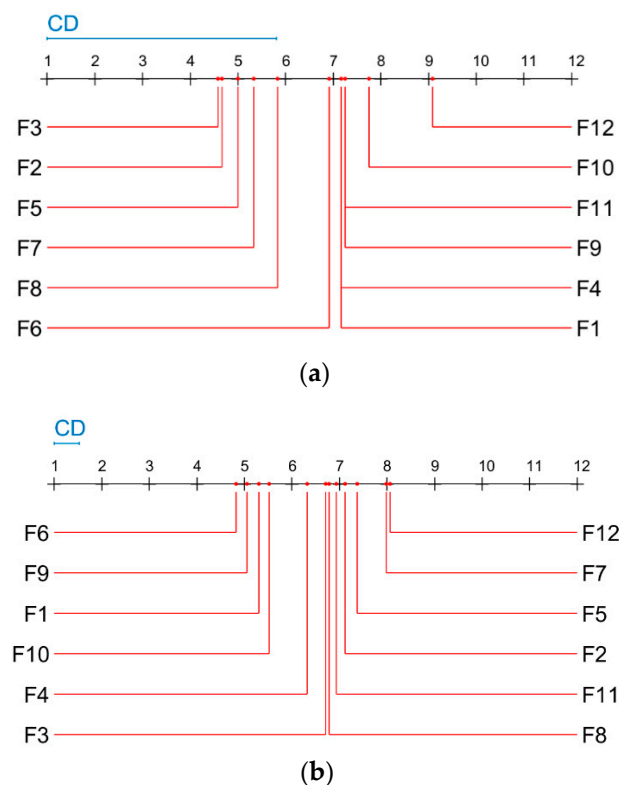 CD
1 2 3 4 5 6 7 8 9 10 11 12
F3 F12
F2 F10
F5 F11
F7 F9
F8 F4
F6 F1
(a)
CD
1 2 3 4 5 6 7 8 9 10 11 12
F6 F12
F9 F7
F1 F5
F10 F2
F4 F11
F3 F8
(b)